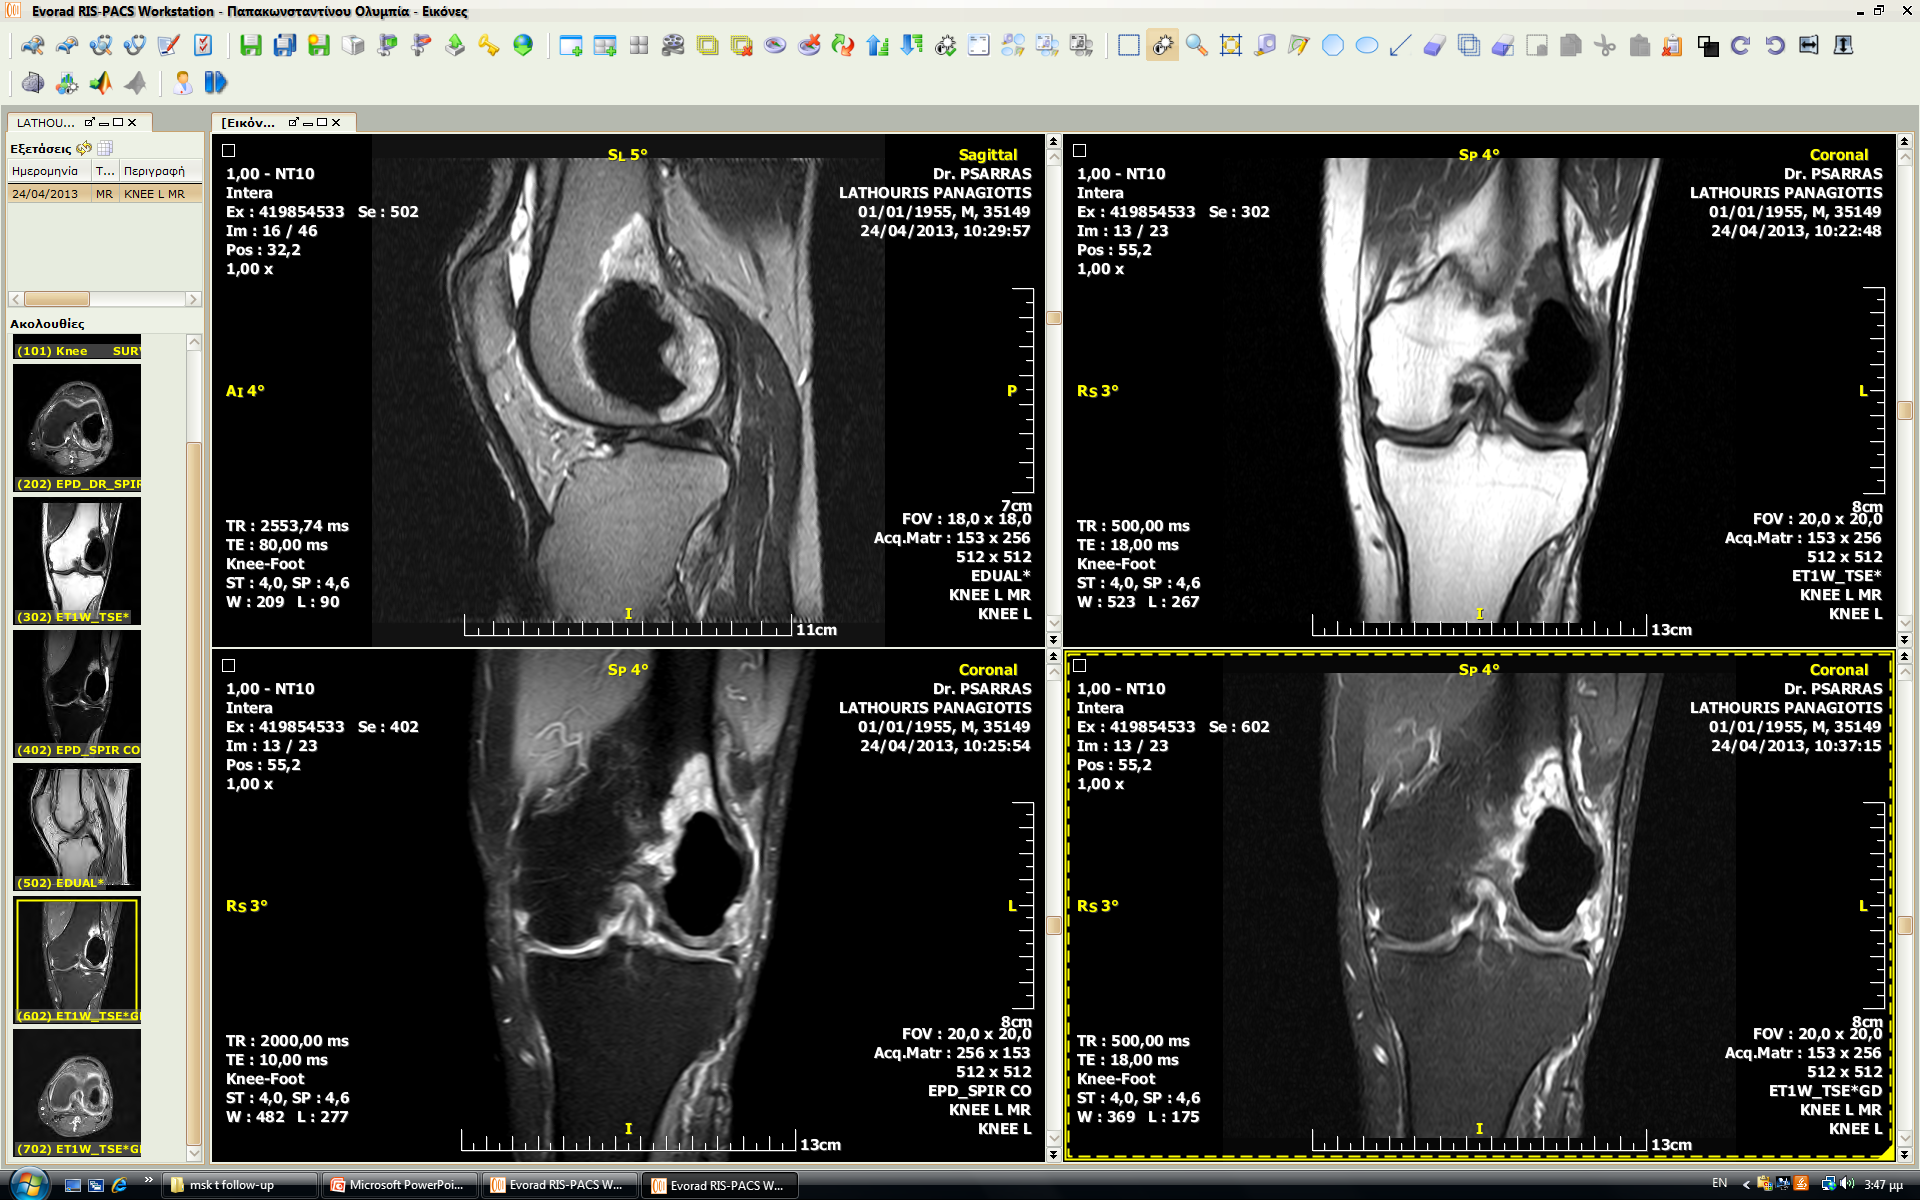 Evorad RIS-PACS Workstation - Παπακωνσταντίνου Ολυμπία - Εικόνες
LATHOU...
[Εικόν...
Εξετάσεις
Ημερομηνία Τ... Περιγραφή
24/04/2013 MR KNEE L MR
Ακολουθίες
(101) Knee SUR
(202) EPD_DR_SPIR
(302) ET1W_TSE*
(402) EPD_SPIR CO
(502) EDUAL*
(602) ET1W_TSE*G
(702) ET1W_TSE*G
SL 5°
Sagittal
1,00 - NT10
Intera
Ex : 419854533 Se : 502
Im : 16 / 46
Pos : 32,2
1,00 x
Dr. PSARRAS
LATHOURIS PANAGIOTIS
01/01/1955, M, 35149
24/04/2013, 10:29:57
AI 4°
P
7cm
TR : 2553,74 ms
TE : 80,00 ms
Knee-Foot
ST : 4,0, SP : 4,6
W : 209 L : 90
FOV : 18,0 x 18,0
Acq.Matr : 153 x 256
512 x 512
EDUAL*
KNEE L MR
KNEE L
I
11cm
SP 4°
Coronal
1,00 - NT10
Intera
Ex : 419854533 Se : 302
Im : 13 / 23
Pos : 55,2
1,00 x
Dr. PSARRAS
LATHOURIS PANAGIOTIS
01/01/1955, M, 35149
24/04/2013, 10:22:48
RS 3°
L
8cm
TR : 500,00 ms
TE : 18,00 ms
Knee-Foot
ST : 4,0, SP : 4,6
W : 523 L : 267
FOV : 20,0 x 20,0
Acq.Matr : 153 x 256
512 x 512
ET1W_TSE*
KNEE L MR
KNEE L
I
13cm
SP 4°
Coronal
1,00 - NT10
Intera
Ex : 419854533 Se : 402
Im : 13 / 23
Pos : 55,2
1,00 x
Dr. PSARRAS
LATHOURIS PANAGIOTIS
01/01/1955, M, 35149
24/04/2013, 10:25:54
RS 3°
L
8cm
TR : 2000,00 ms
TE : 10,00 ms
Knee-Foot
ST : 4,0, SP : 4,6
W : 482 L : 277
FOV : 20,0 x 20,0
Acq.Matr : 256 x 153
512 x 512
EPD_SPIR CO
KNEE L MR
KNEE L
I
13cm
SP 4°
Coronal
1,00 - NT10
Intera
Ex : 419854533 Se : 602
Im : 13 / 23
Pos : 55,2
1,00 x
Dr. PSARRAS
LATHOURIS PANAGIOTIS
01/01/1955, M, 35149
24/04/2013, 10:37:15
RS 3°
L
8cm
TR : 500,00 ms
TE : 18,00 ms
Knee-Foot
ST : 4,0, SP : 4,6
W : 369 L : 175
FOV : 20,0 x 20,0
Acq.Matr : 153 x 256
512 x 512
ET1W_TSE*GD
KNEE L MR
KNEE L
I
13cm
msk t follow-up
Microsoft PowerPoi...
Evorad RIS-PACS W...
Evorad RIS-PACS W...
EN
3:47 μμ